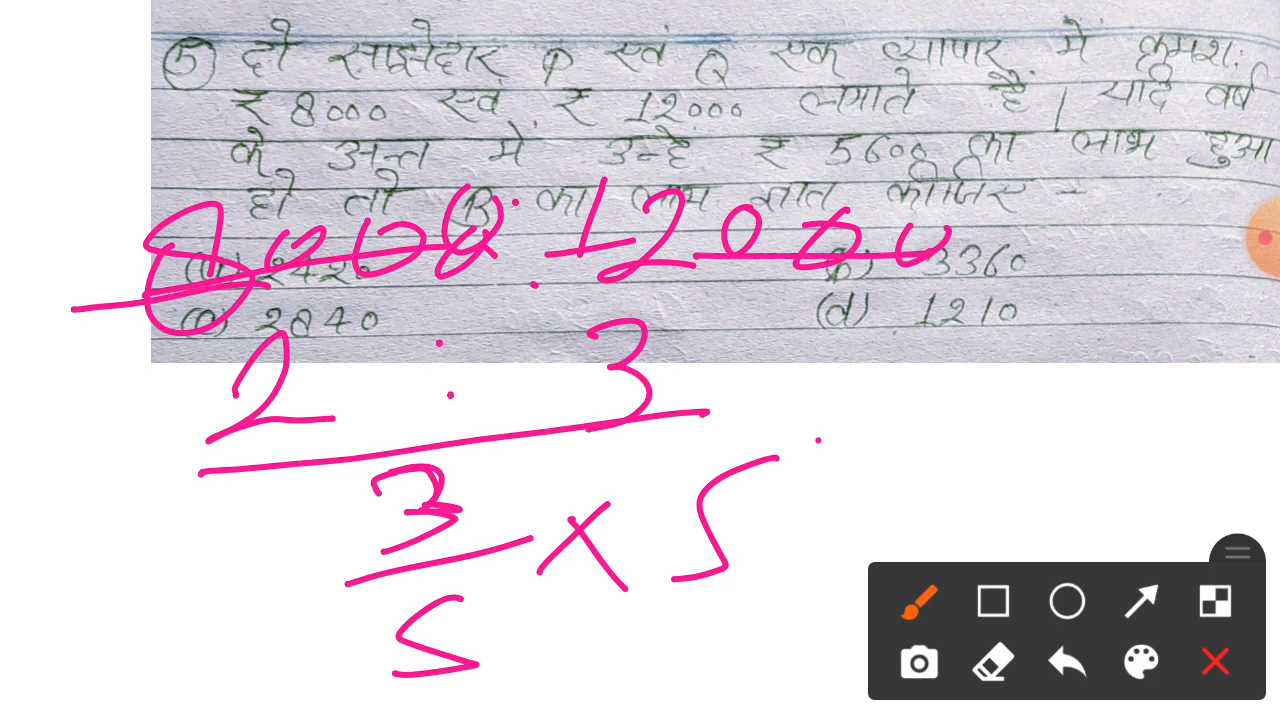 ⑤ दो साझेदार P एवं Q एक व्यापार में क्रमश:
₹ 8000 एवं ₹ 12000 लगाते हैं। यदि वर्ष
के अन्त में उन्हें ₹ 5600 का लाभ हुआ
हो तो का लाभ ज्ञात कीजिए -
8000 : 12000
3360
2840
(d) 1210
2 : 3
3
× 5
5